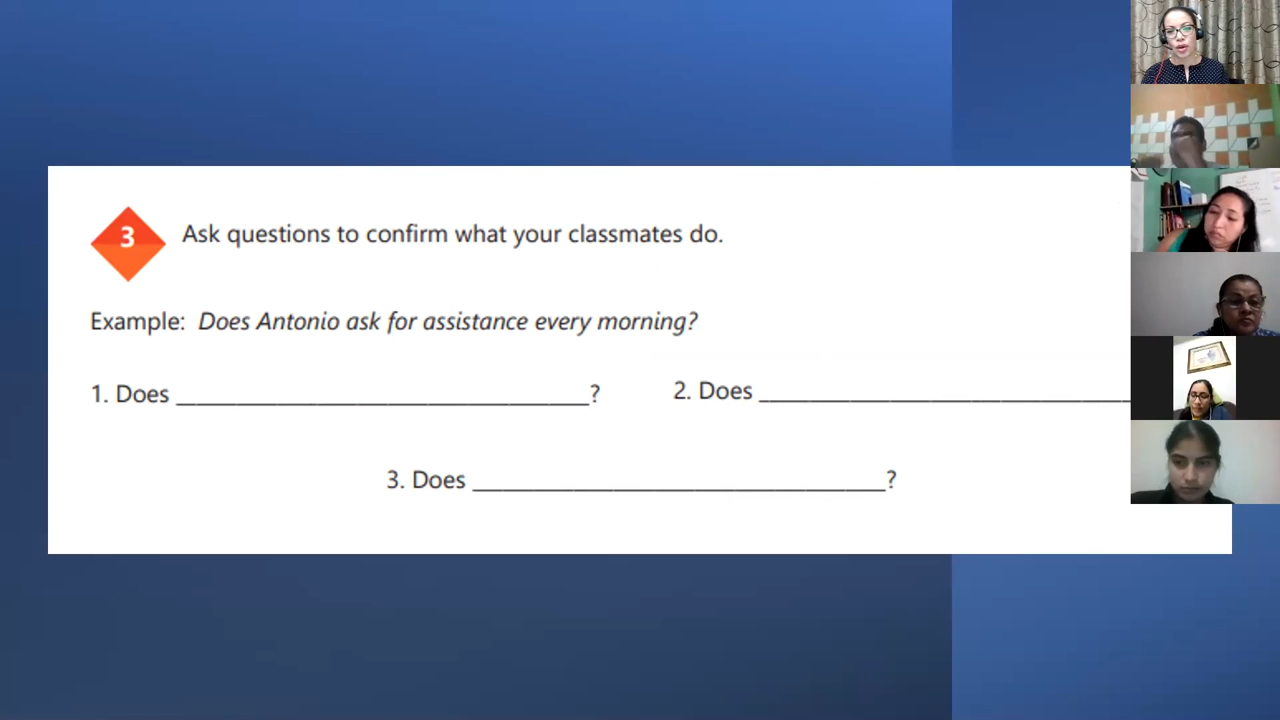 3 Ask questions to confirm what your classmates do.
Example: Does Antonio ask for assistance every morning?
1. Does ___________________________________? 2. Does ________________________________
3. Does ___________________________________?